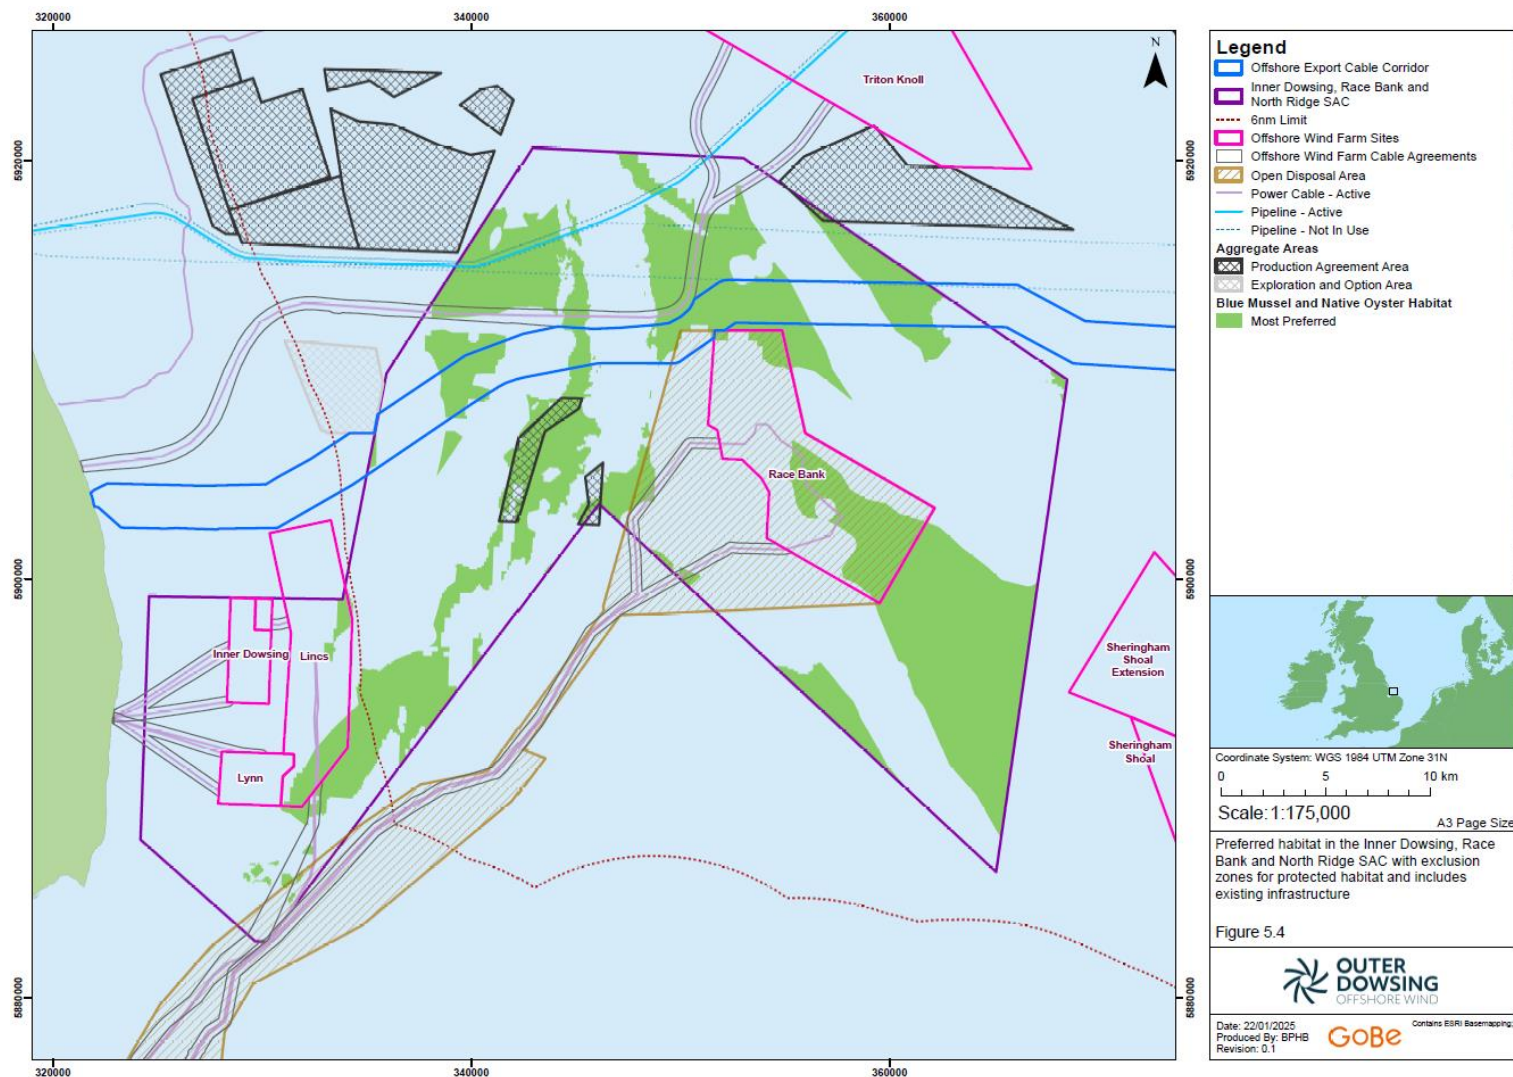 320000
340000
360000
N
Triton Knoll
5920000
5920000
Race Bank
5900000
5900000
Inner Dowsing
Lincs
Lynn
Sheringham
Shoal
Extension
Sheringham
Shoal
5880000
5880000
320000
340000
360000
Legend
Offshore Export Cable Corridor
Inner Dowsing, Race Bank and
North Ridge SAC
6nm Limit
Offshore Wind Farm Sites
Offshore Wind Farm Cable Agreements
Open Disposal Area
Power Cable - Active
Pipeline - Active
Pipeline - Not In Use
Aggregate Areas
Production Agreement Area
Exploration and Option Area
Blue Mussel and Native Oyster Habitat
Most Preferred
Coordinate System: WGS 1984 UTM Zone 31N
0 5 10 km
Scale:1:175,000
A3 Page Size
Preferred habitat in the Inner Dowsing, Race
Bank and North Ridge SAC with exclusion
zones for protected habitat and includes
existing infrastructure
Figure 5.4
OUTER
DOWSING
OFFSHORE WIND
Date: 22/01/2025
Produced By: BPHB
Revision: 0.1
GoBe
Contains ESRI Basemapping;